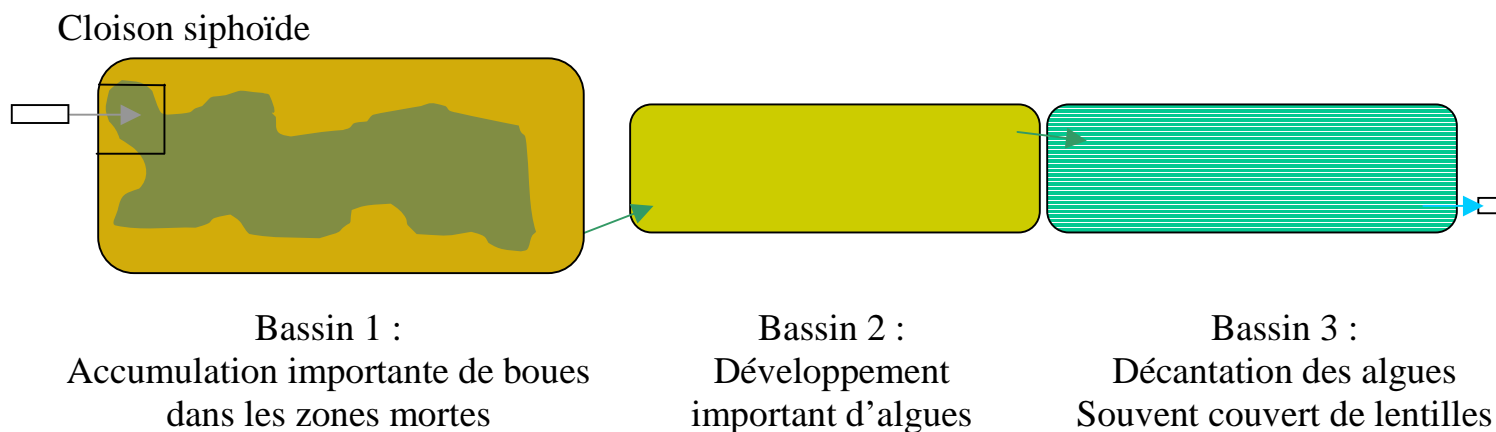 Cloison siphoïde
Bassin 1 :
Accumulation importante de boues
dans les zones mortes
Bassin 2 :
Développement
important d’algues
Bassin 3 :
Décantation des algues
Souvent couvert de lentilles